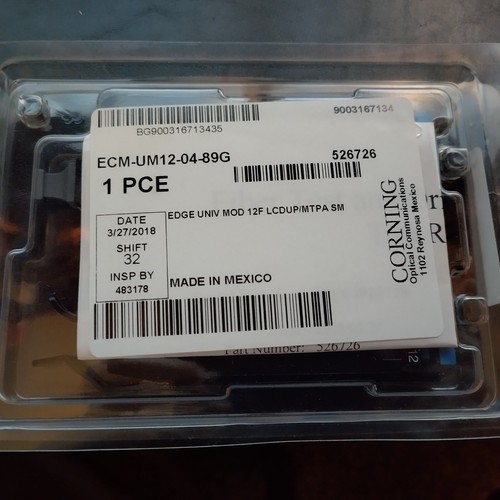 9003167134
BG900316713435
ECM-UM12-04-89G
526726
1 PCE
EDGE UNIV MOD 12F LCDUP/MTPA SM
DATE
3/27/2018
SHIFT
32
INSP BY
483178
MADE IN MEXICO
CORNING
Optical Communications
1102 Reynosa Mexico
R
Part Number: 526726
12